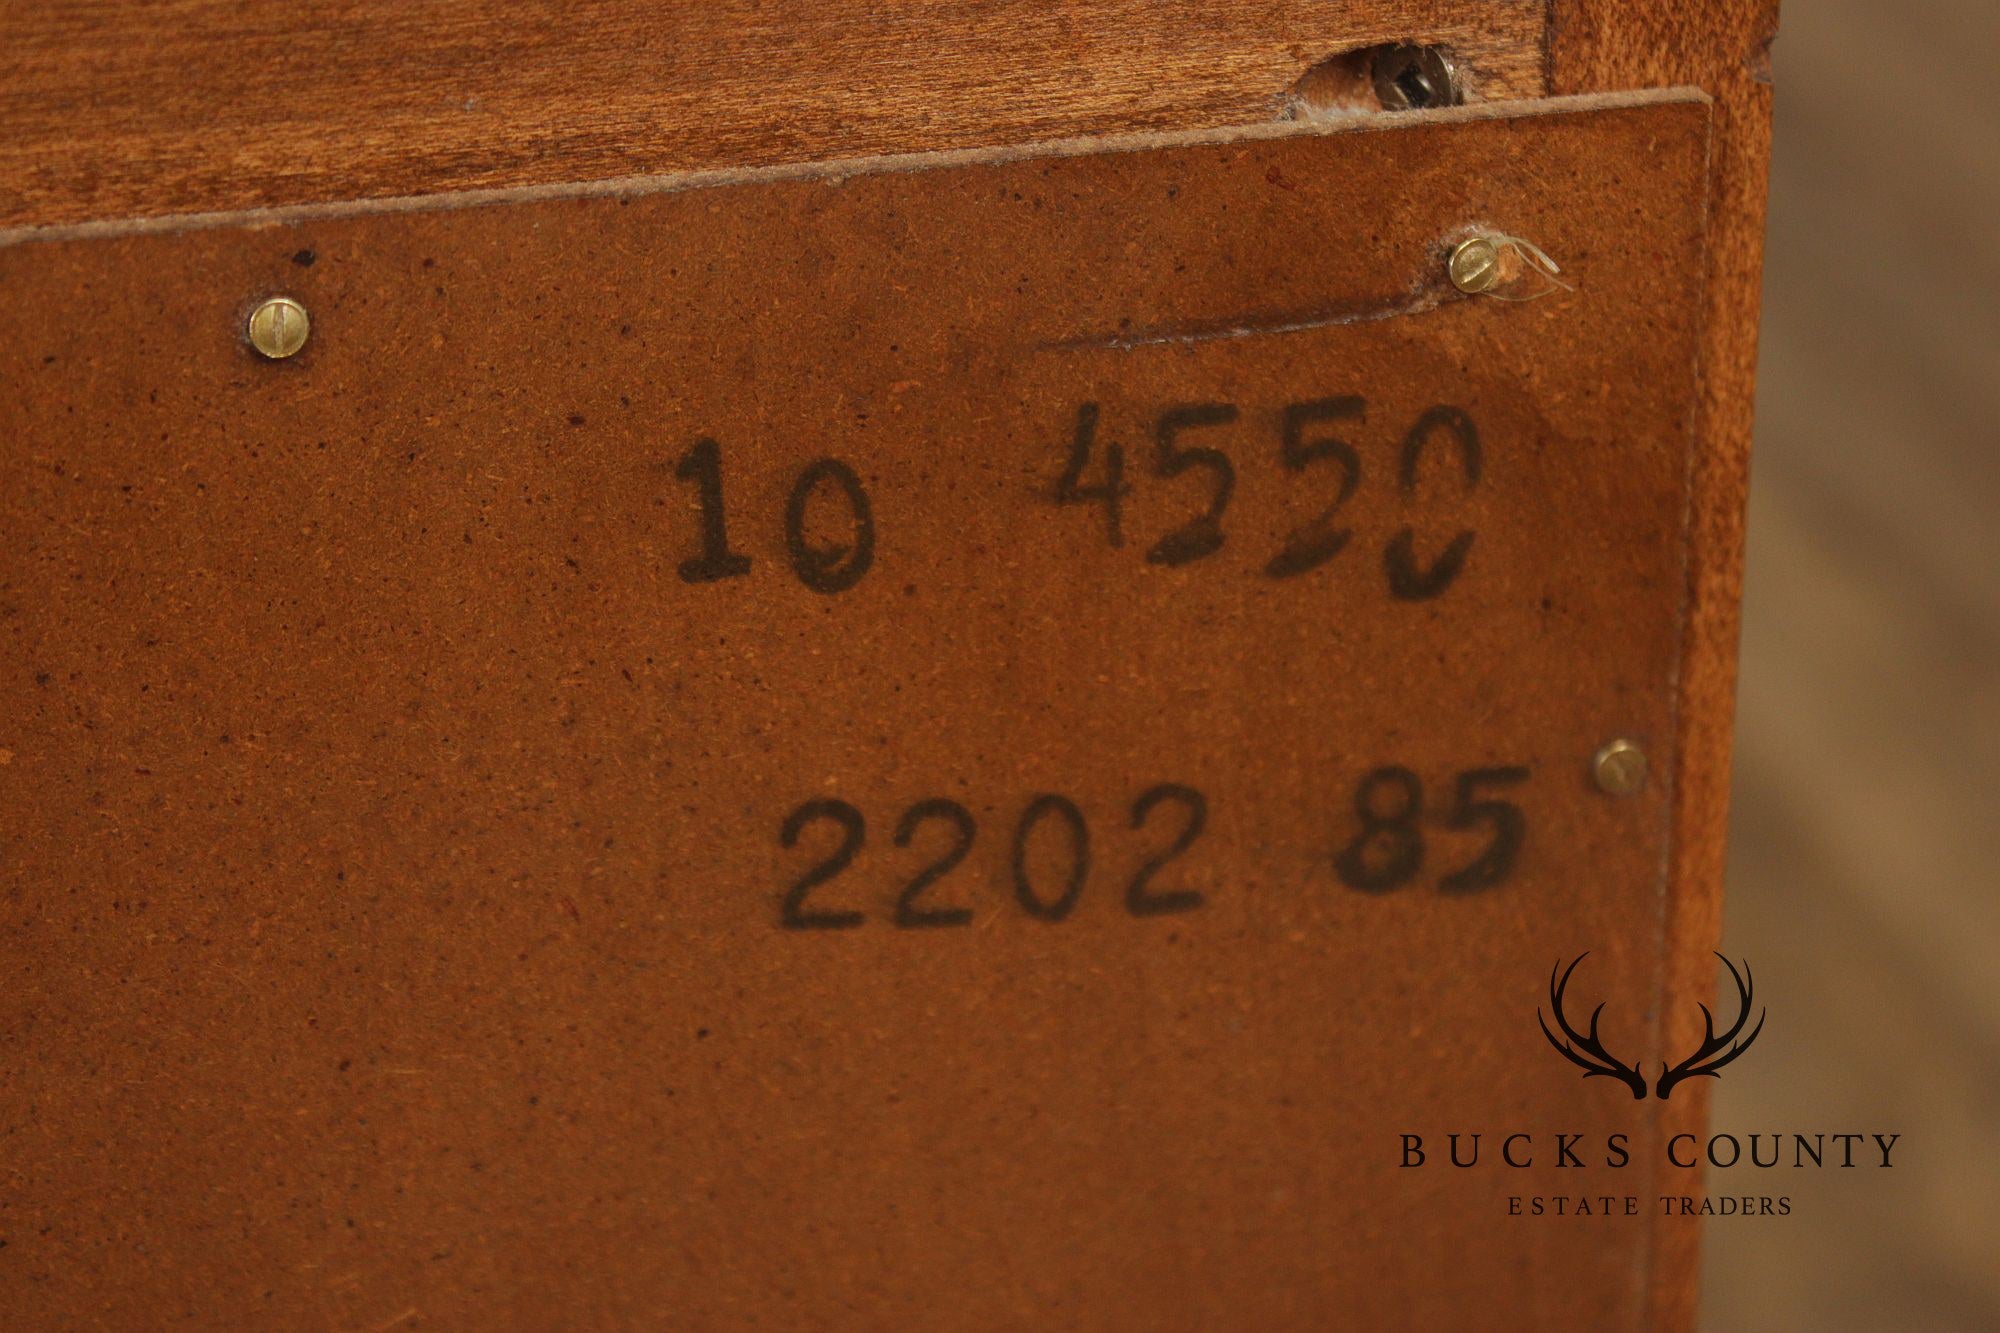 10 4550
2202 85
BUCKS COUNTY
ESTATE TRADERS